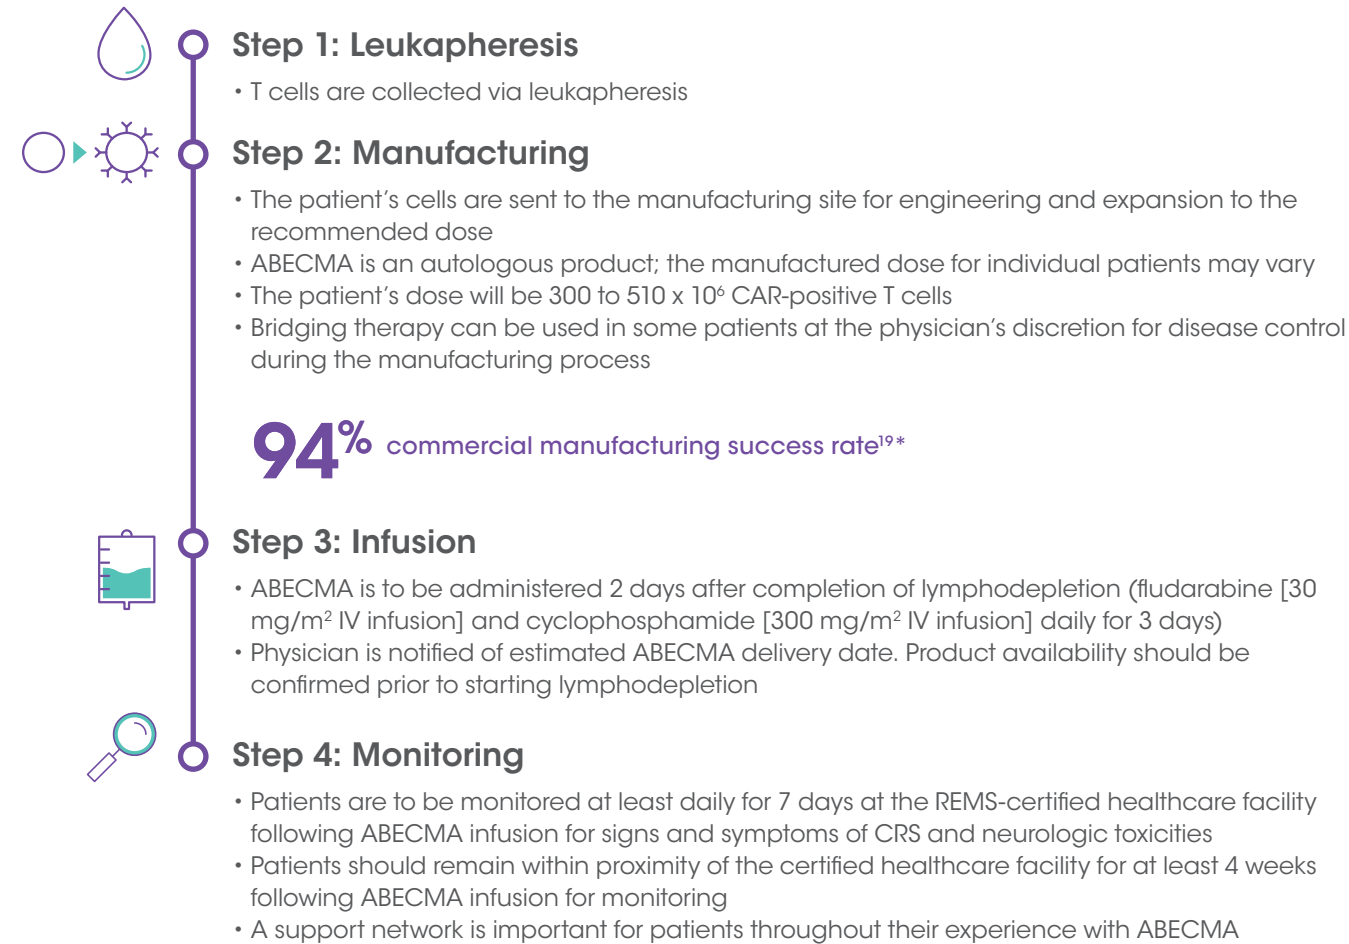 Step 1: Leukapheresis
• T cells are collected via leukapheresis
Step 2: Manufacturing
• The patient’s cells are sent to the manufacturing site for engineering and expansion to the
recommended dose
• ABECMA is an autologous product; the manufactured dose for individual patients may vary
• The patient’s dose will be 300 to 510 x 10⁶ CAR-positive T cells
• Bridging therapy can be used in some patients at the physician’s discretion for disease control
during the manufacturing process
94% commercial manufacturing success rate¹⁹*
Step 3: Infusion
• ABECMA is to be administered 2 days after completion of lymphodepletion (fludarabine [30
mg/m² IV infusion] and cyclophosphamide [300 mg/m² IV infusion] daily for 3 days)
• Physician is notified of estimated ABECMA delivery date. Product availability should be
confirmed prior to starting lymphodepletion
Step 4: Monitoring
• Patients are to be monitored at least daily for 7 days at the REMS-certified healthcare facility
following ABECMA infusion for signs and symptoms of CRS and neurologic toxicities
• Patients should remain within proximity of the certified healthcare facility for at least 4 weeks
following ABECMA infusion for monitoring
• A support network is important for patients throughout their experience with ABECMA